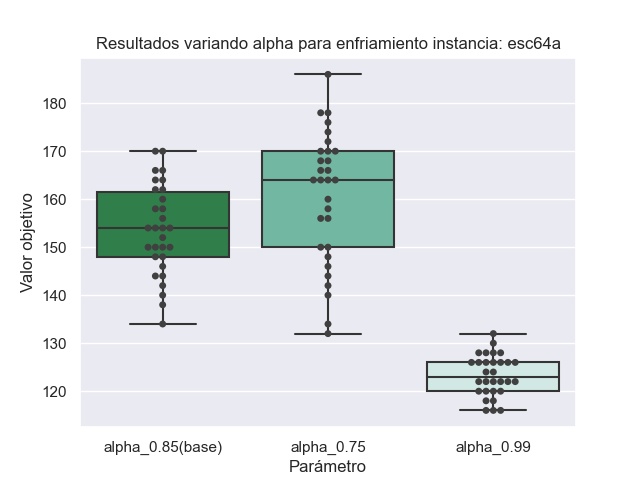 Resultados variando alpha para enfriamiento instancia: esc64a
180
170
160
150
140
130
120
Valor objetivo
alpha_0.85(base) alpha_0.75 alpha_0.99
Parámetro